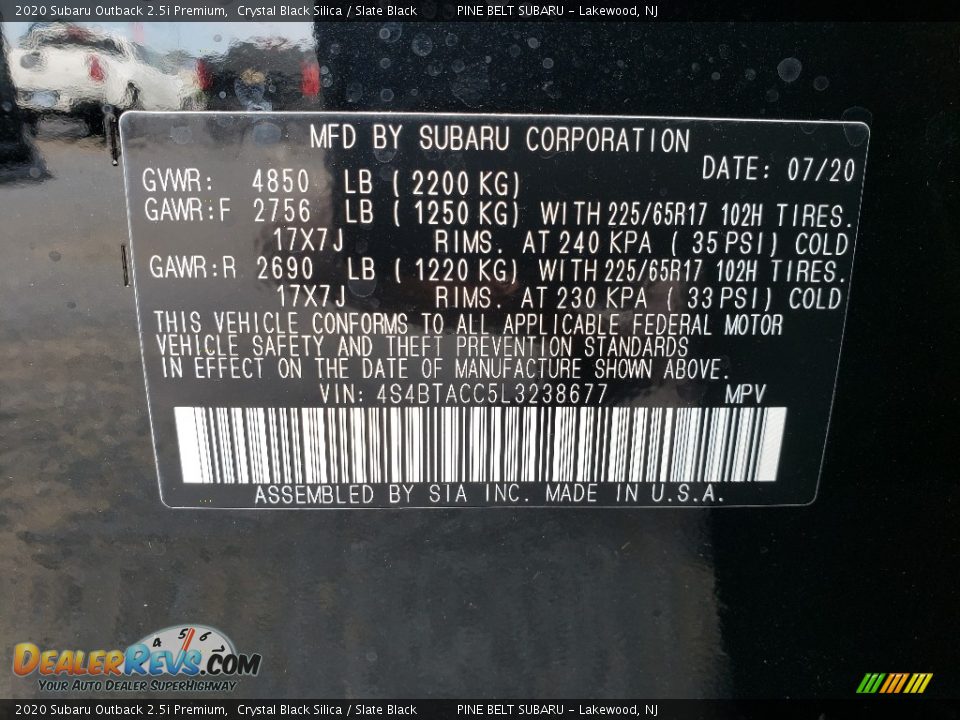 2020 Subaru Outback 2.5i Premium, Crystal Black Silica / Slate Black PINE BELT SUBARU - Lakewood, NJ
MFD BY SUBARU CORPORATION
DATE: 07/20
GVWR: 4850 LB ( 2200 KG)
GAWR:F 2756 LB ( 1250 KG) WITH 225/65R17 102H TIRES.
17X7J RIMS. AT 240 KPA ( 35 PSI) COLD
GAWR:R 2690 LB ( 1220 KG) WITH 225/65R17 102H TIRES.
17X7J RIMS. AT 230 KPA ( 33 PSI) COLD
THIS VEHICLE CONFORMS TO ALL APPLICABLE FEDERAL MOTOR
VEHICLE SAFETY AND THEFT PREVENTION STANDARDS
IN EFFECT ON THE DATE OF MANUFACTURE SHOWN ABOVE.
VIN: 4S4BTACC5L3238677 MPV
ASSEMBLED BY SIA INC. MADE IN U.S.A.
4 5 6 7
DEALERREVS.COM
YOUR AUTO DEALER SUPERHIGHWAY
2020 Subaru Outback 2.5i Premium, Crystal Black Silica / Slate Black PINE BELT SUBARU - Lakewood, NJ